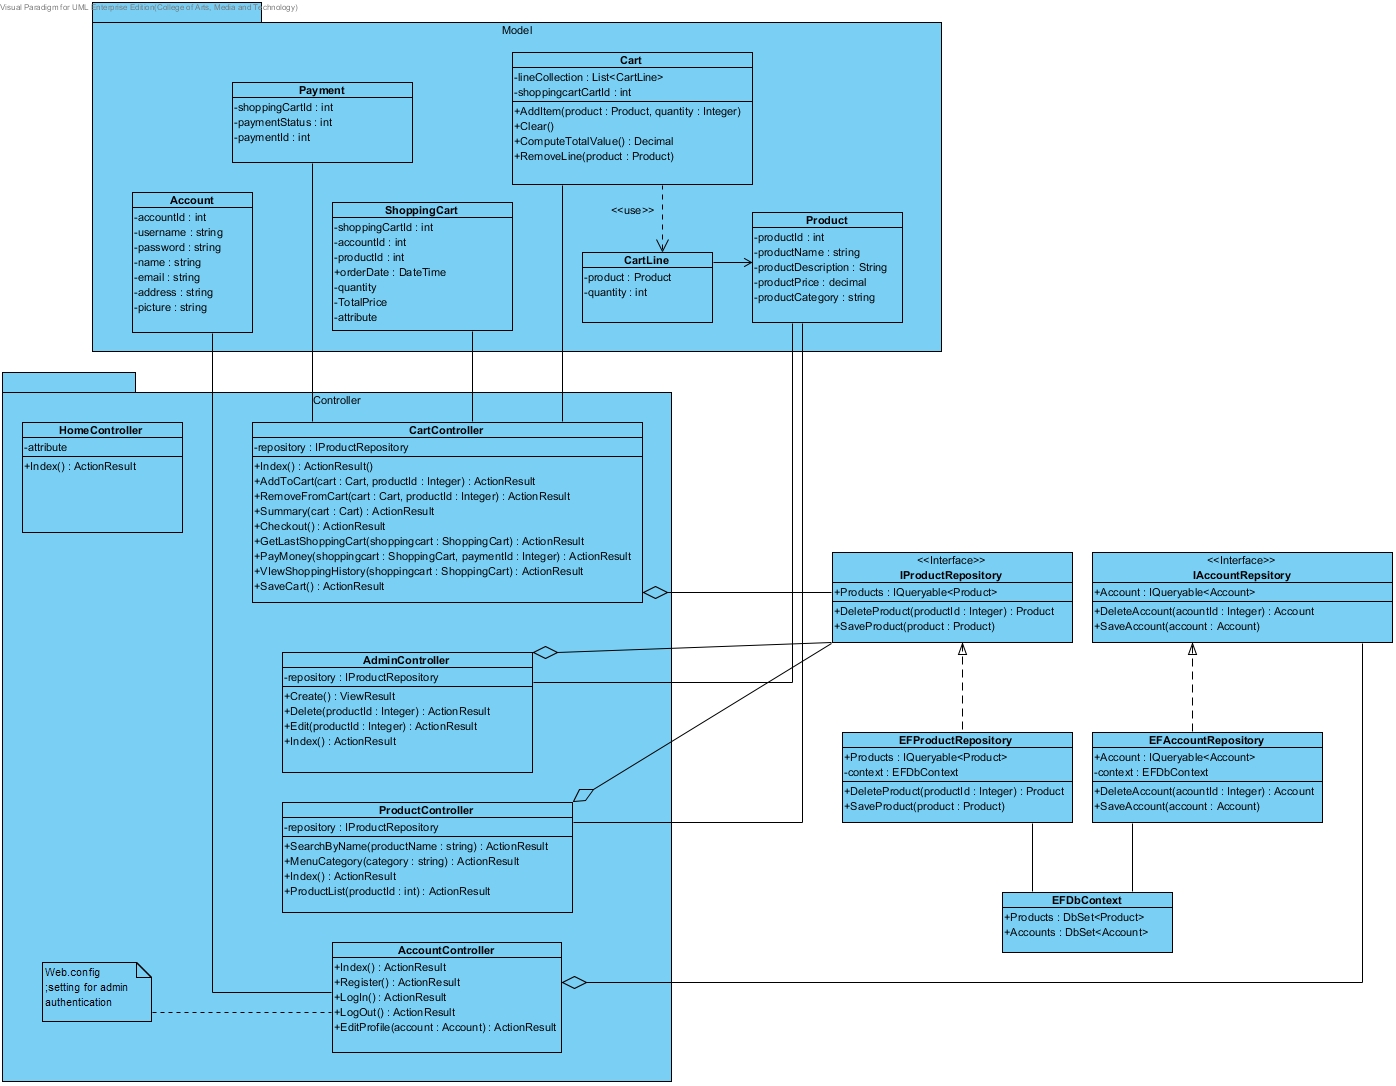 Visual Paradigm for UML Enterprise Edition(College of Arts, Media and Technology)
Model
Cart
-lineCollection : List<CartLine>
-shoppingcartCartId : int
+AddItem(product : Product, quantity : Integer)
+Clear()
+ComputeTotalValue() : Decimal
+RemoveLine(product : Product)
Payment
-shoppingCartId : int
-paymentStatus : int
-paymentId : int
Account
-accountId : int
-username : string
-password : string
-name : string
-email : string
-address : string
-picture : string
ShoppingCart
-shoppingCartId : int
-accountId : int
-productId : int
+orderDate : DateTime
-quantity
-TotalPrice
-attribute
<<use>>
CartLine
-product : Product
-quantity : int
Product
-productId : int
-productName : string
-productDescription : String
-productPrice : decimal
-productCategory : string
Controller
HomeController
-attribute
+Index() : ActionResult
CartController
-repository : IProductRepository
+Index() : ActionResult()
+AddToCart(cart : Cart, productId : Integer) : ActionResult
+RemoveFromCart(cart : Cart, productId : Integer) : ActionResult
+Summary(cart : Cart) : ActionResult
+Checkout() : ActionResult
+GetLastShoppingCart(shoppingcart : ShoppingCart) : ActionResult
+PayMoney(shoppingcart : ShoppingCart, paymentId : Integer) : ActionResult
+ViewShoppingHistory(shoppingcart : ShoppingCart) : ActionResult
+SaveCart() : ActionResult
<<Interface>>
IProductRepository
+Products : IQueryable<Product>
+DeleteProduct(productId : Integer) : Product
+SaveProduct(product : Product)
<<Interface>>
IAccountRepsitory
+Account : IQueryable<Account>
+DeleteAccount(acountId : Integer) : Account
+SaveAccount(account : Account)
AdminController
-repository : IProductRepository
+Create() : ViewResult
+Delete(productId : Integer) : ActionResult
+Edit(productId : Integer) : ActionResult
+Index() : ActionResult
EFProductRepository
+Products : IQueryable<Product>
-context : EFDbContext
+DeleteProduct(productId : Integer) : Product
+SaveProduct(product : Product)
EFAccountRepository
+Account : IQueryable<Account>
-context : EFDbContext
+DeleteAccount(acountId : Integer) : Account
+SaveAccount(account : Account)
ProductController
-repository : IProductRepository
+SearchByName(productName : string) : ActionResult
+MenuCategory(category : string) : ActionResult
+Index() : ActionResult
+ProductList(productId : int) : ActionResult
EFDbContext
+Products : DbSet<Product>
+Accounts : DbSet<Account>
AccountController
+Index() : ActionResult
+Register() : ActionResult
+LogIn() : ActionResult
+LogOut() : ActionResult
+EditProfile(account : Account) : ActionResult
Web.config
;setting for admin
authentication